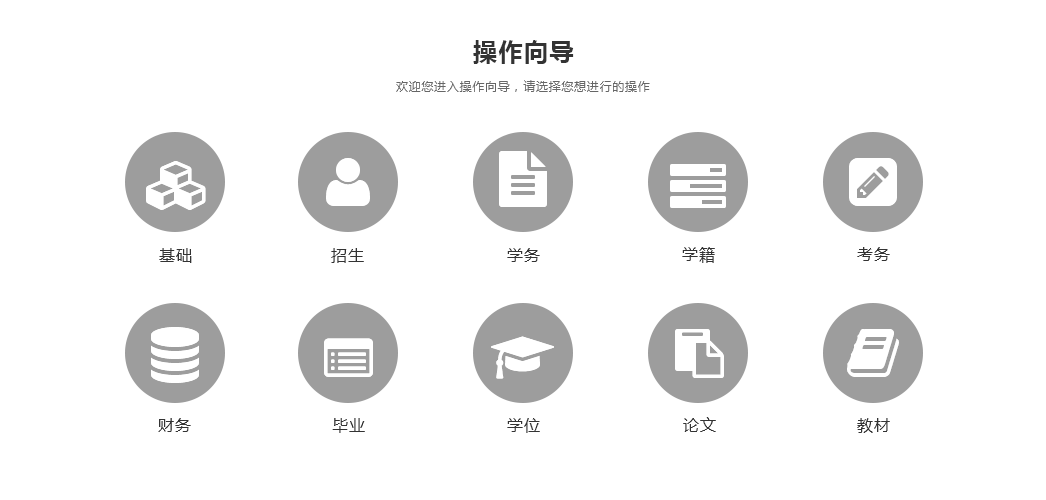 操作向导
欢迎您进入操作向导，请选择您想进行的操作
基础
招生
学务
学籍
考务
财务
毕业
学位
论文
教材